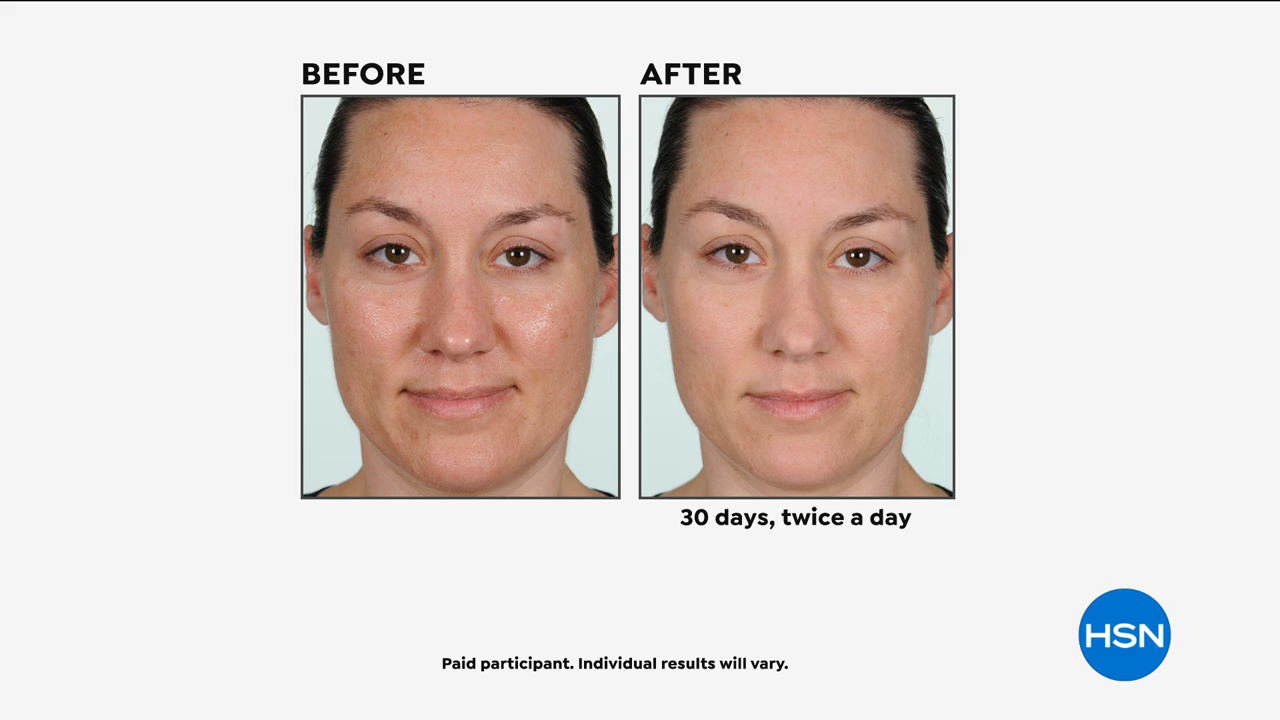 BEFORE
AFTER
30 days, twice a day
HSN
Paid participant. Individual results will vary.